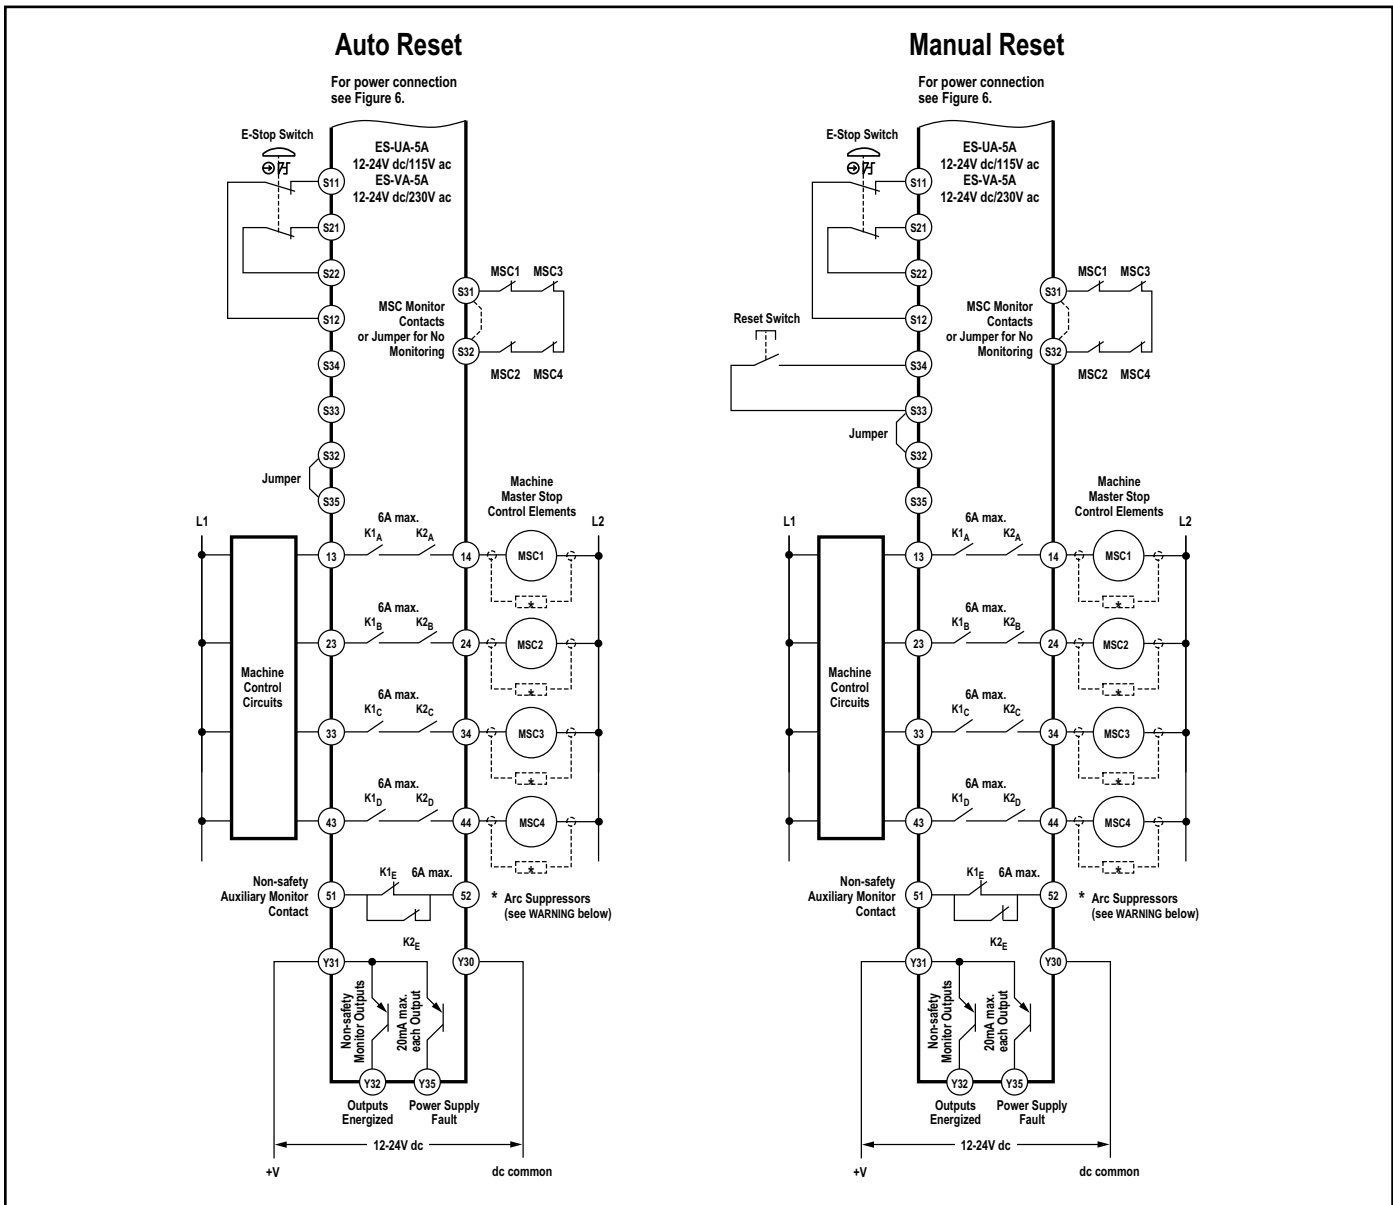 Auto Reset
For power connection
see Figure 6.
E-Stop Switch
ES-UA-5A
12-24V dc/115V ac
ES-VA-5A
12-24V dc/230V ac
S11
S21
S22
S12
S34
S33
S32
S35
Jumper
S31
S32
MSC Monitor
Contacts
or Jumper for No
Monitoring
MSC1 MSC3
MSC2 MSC4
Machine
Master Stop
Control Elements
L1
L2
Machine
Control
Circuits
6A max.
13 K1A K2A 14 MSC1
*
6A max.
23 K1B K2B 24 MSC2
*
6A max.
33 K1C K2C 34 MSC3
*
6A max.
43 K1D K2D 44 MSC4
*
Non-safety
Auxiliary Monitor
Contact
51 K1E 6A max. 52
K2E
* Arc Suppressors
(see WARNING below)
Y31
Y30
Non-safety
Monitor Outputs
20mA max.
each Output
Y32
Y35
Outputs
Energized
Power Supply
Fault
12-24V dc
+V
dc common
Manual Reset
For power connection
see Figure 6.
E-Stop Switch
ES-UA-5A
12-24V dc/115V ac
ES-VA-5A
12-24V dc/230V ac
S11
S21
S22
S12
Reset Switch
S34
S33
Jumper
S32
S35
S31
S32
MSC Monitor
Contacts
or Jumper for No
Monitoring
MSC1 MSC3
MSC2 MSC4
Machine
Master Stop
Control Elements
L1
L2
Machine
Control
Circuits
6A max.
13 K1A K2A 14 MSC1
*
6A max.
23 K1B K2B 24 MSC2
*
6A max.
33 K1C K2C 34 MSC3
*
6A max.
43 K1D K2D 44 MSC4
*
Non-safety
Auxiliary Monitor
Contact
51 K1E 6A max. 52
K2E
* Arc Suppressors
(see WARNING below)
Y31
Y30
Non-safety
Monitor Outputs
20mA max.
each Output
Y32
Y35
Outputs
Energized
Power Supply
Fault
12-24V dc
+V
dc common